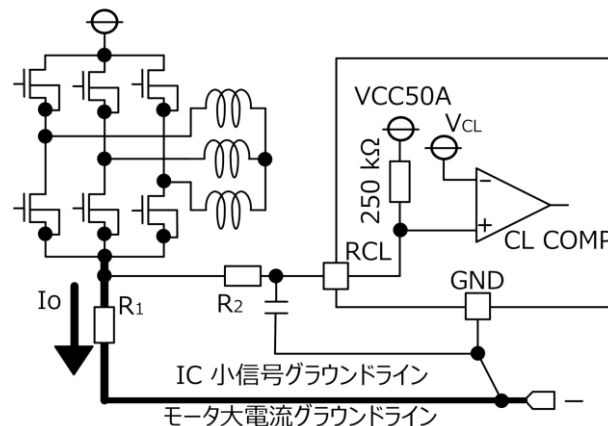 VCC50A
VCL
250 kΩ
CL COMP
RCL
GND
R2
Io
R1
IC 小信号グラウンドライン
モータ大電流グラウンドライン